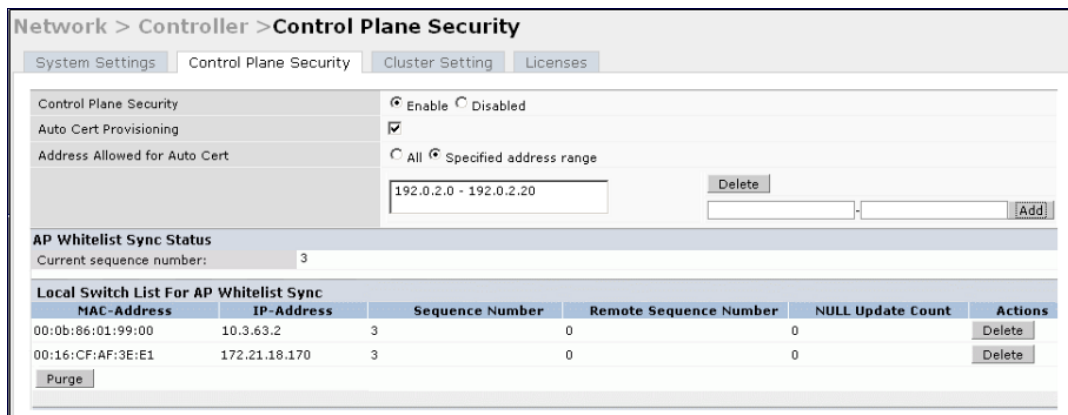 Network > Controller >Control Plane Security
System Settings Control Plane Security Cluster Setting Licenses
Control Plane Security Enable Disabled
Auto Cert Provisioning
Address Allowed for Auto Cert All Specified address range
192.0.2.0 - 192.0.2.20 Delete
- Add
AP Whitelist Sync Status
Current sequence number: 3
Local Switch List For AP Whitelist Sync
MAC-Address IP-Address Sequence Number Remote Sequence Number NULL Update Count Actions
00:0b:86:01:99:00 10.3.63.2 3 0 0 Delete
00:16:CF:AF:3E:E1 172.21.18.170 3 0 0 Delete
Purge